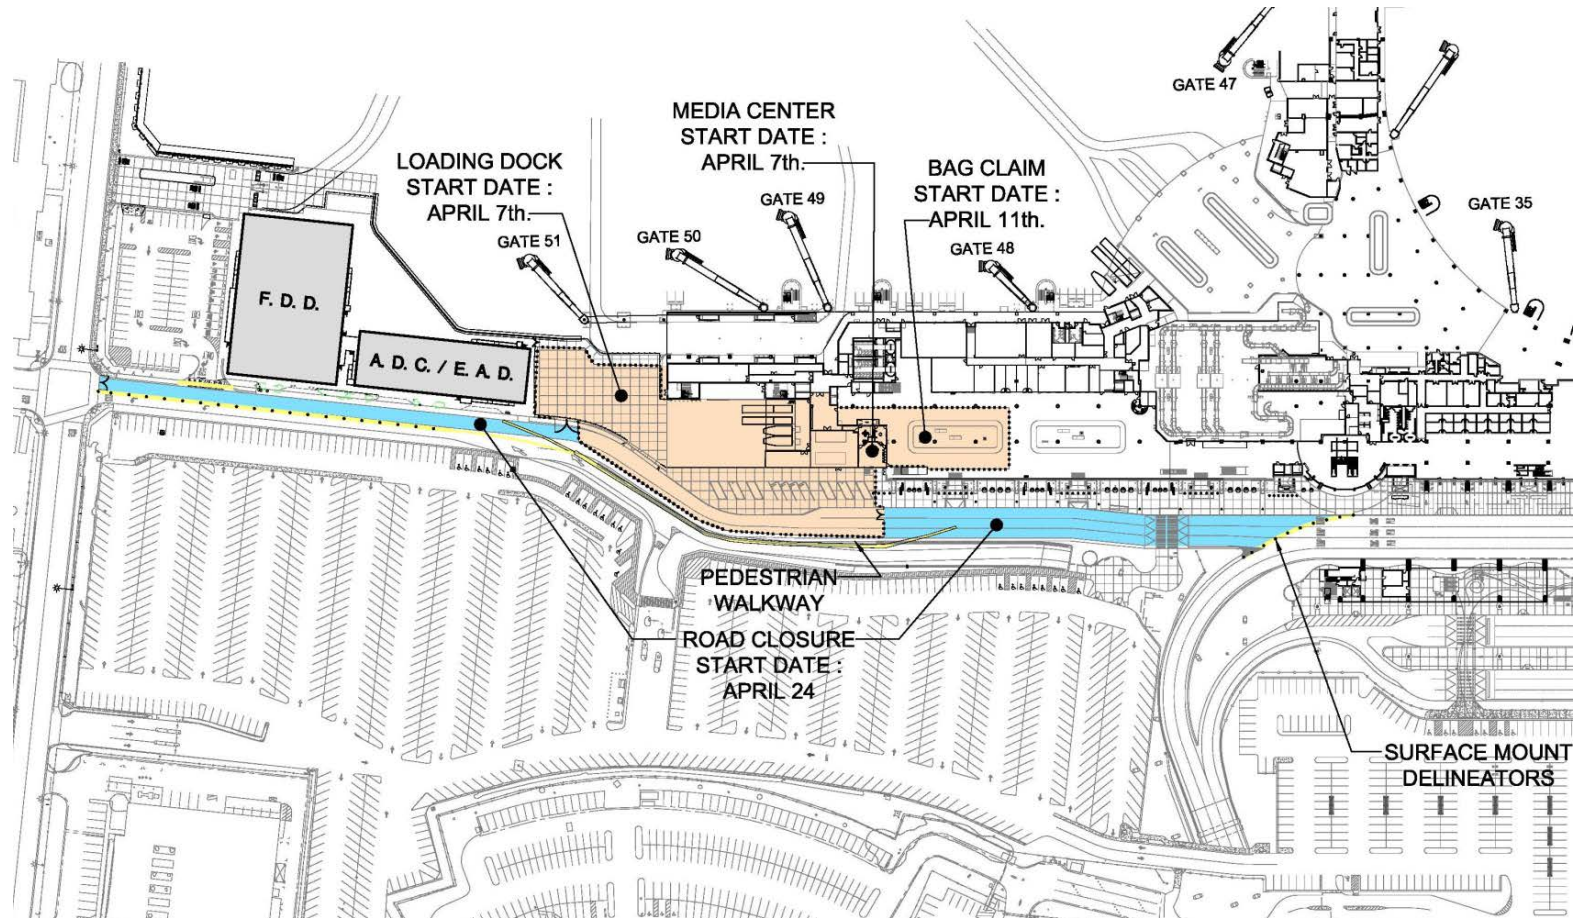 GATE 47
MEDIA CENTER
START DATE :
APRIL 7th.
LOADING DOCK
START DATE :
APRIL 7th.
BAG CLAIM
START DATE :
APRIL 11th.
GATE 49
GATE 35
GATE 51
GATE 50
GATE 48
F. D. D.
A. D. C. / E. A. D.
PEDESTRIAN
WALKWAY
ROAD CLOSURE
START DATE :
APRIL 24
SURFACE MOUNT
DELINEATORS